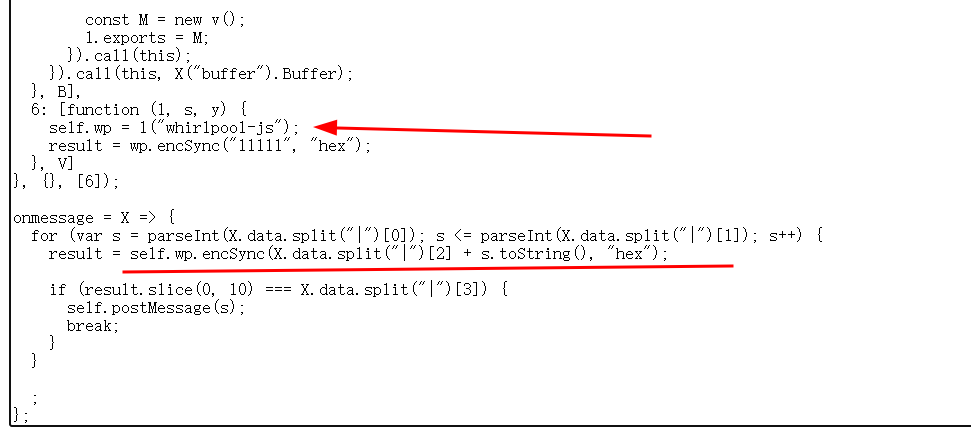 const M = new v();
l.exports = M;
}).call(this);
}).call(this, X("buffer").Buffer);
}, B],
6: [function (l, s, y) {
self.wp = l("whirlpool-js");
result = wp.encSync("11111", "hex");
}, V]
}, {}, [6]);
onmessage = X => {
for (var s = parseInt(X.data.split("|")[0]); s <= parseInt(X.data.split("|")[1]); s++) {
result = self.wp.encSync(X.data.split("|")[2] + s.toString(), "hex");
if (result.slice(0, 10) === X.data.split("|")[3]) {
self.postMessage(s);
break;
}
}
;
};